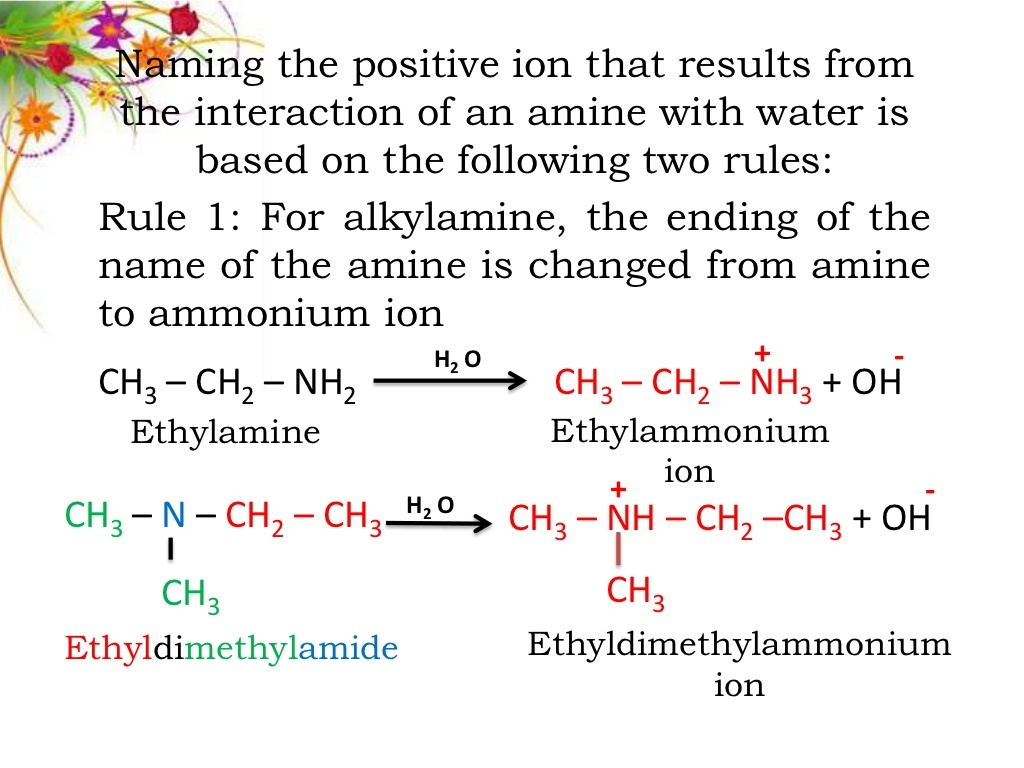 Naming the positive ion that results from
the interaction of an amine with water is
based on the following two rules:
Rule 1: For alkylamine, the ending of the
name of the amine is changed from amine
to ammonium ion
H₂ O
CH₃ – CH₂ – NH₂ → CH₃ – CH₂ – N⁺H₃ + OH⁻
Ethylamine Ethylammonium
ion
CH₃ – N – CH₂ – CH₃ H₂ O → CH₃ – N⁺H – CH₂ –CH₃ + OH⁻
CH₃ CH₃
Ethyldimethylamide Ethyldimethylammonium
ion